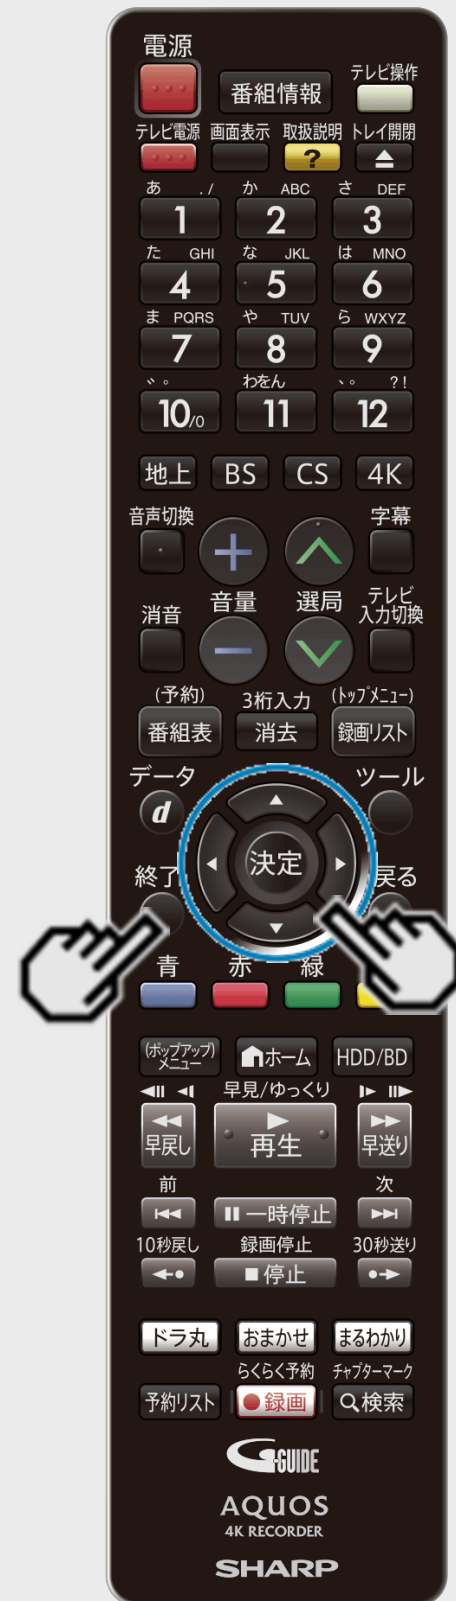 電源
番組情報
テレビ操作
テレビ電源 画面表示 取扱説明 トレイ開閉
?
あ ./ か ABC さ DEF
1 2 3
た GHI な JKL は MNO
4 5 6
ま PQRS や TUV ら WXYZ
7 8 9
゛゜ わをん 、。 ?!
10/0 11 12
地上 BS CS 4K
音声切換 字幕
+
消音 音量 選局 テレビ入力切換
−
(予約) 3桁入力 (トップメニュー)
番組表 消去 録画リスト
データ ツール
d
決定
終了 戻る
青 赤 緑
(ポップアップ)
メニュー
ホーム HDD/BD
早見/ゆっくり
早戻し 再生 早送り
前 次
一時停止
10秒戻し 録画停止 30秒送り
停止
ドラ丸 おまかせ まるわかり
らくらく予約 チャプターマーク
予約リスト 録画 検索
G-GUIDE
AQUOS
4K RECORDER
SHARP